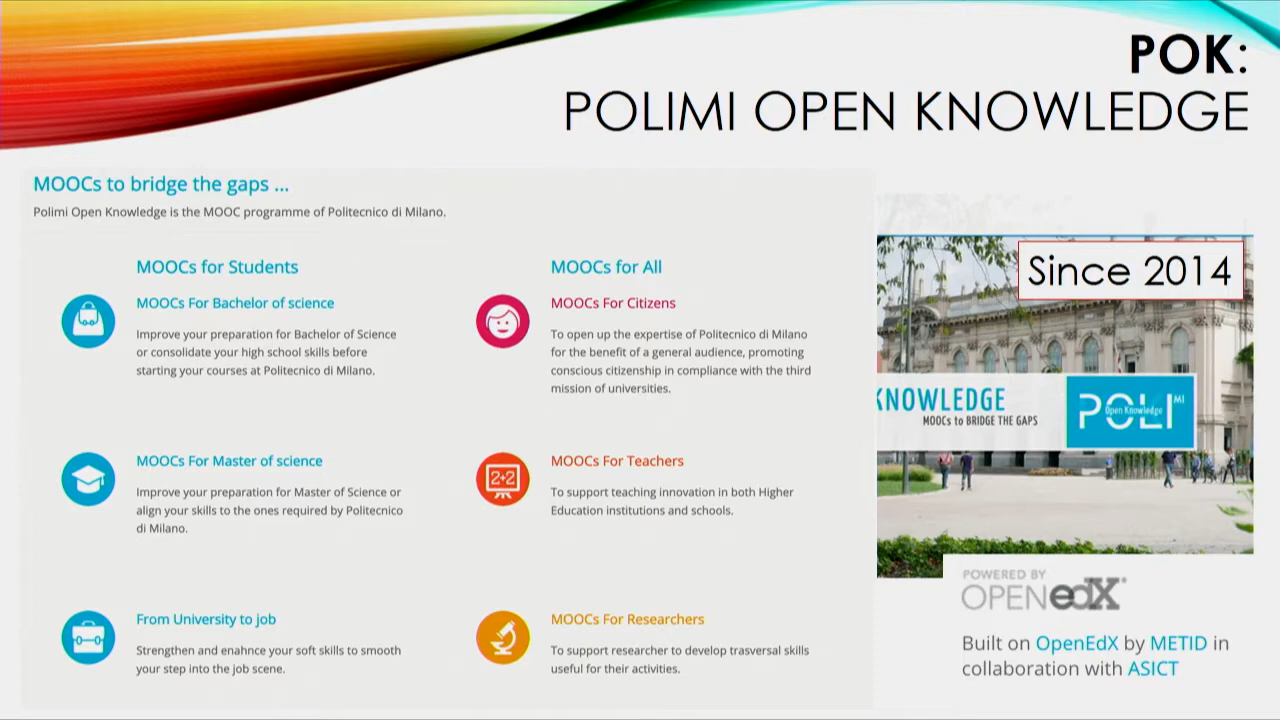 POK:
POLIMI OPEN KNOWLEDGE
MOOCs to bridge the gaps ...
Polimi Open Knowledge is the MOOC programme of Politecnico di Milano.
MOOCs for Students
MOOCs For Bachelor of science
Improve your preparation for Bachelor of Science
or consolidate your high school skills before
starting your courses at Politecnico di Milano.
MOOCs For Master of science
Improve your preparation for Master of Science or
align your skills to the ones required by Politecnico
di Milano.
From University to job
Strengthen and enahnce your soft skills to smooth
your step into the job scene.
MOOCs for All
MOOCs For Citizens
To open up the expertise of Politecnico di Milano
for the benefit of a general audience, promoting
conscious citizenship in compliance with the third
mission of universities.
MOOCs For Teachers
2+2
To support teaching innovation in both Higher
Education institutions and schools.
MOOCs For Researchers
To support researcher to develop trasversal skills
useful for their activities.
Since 2014
KNOWLEDGE
MOOCs to BRIDGE THE GAPS
POLI MI
Open Knowledge
POWERED BY
OPEN edX
Built on OpenEdX by METID in
collaboration with ASICT